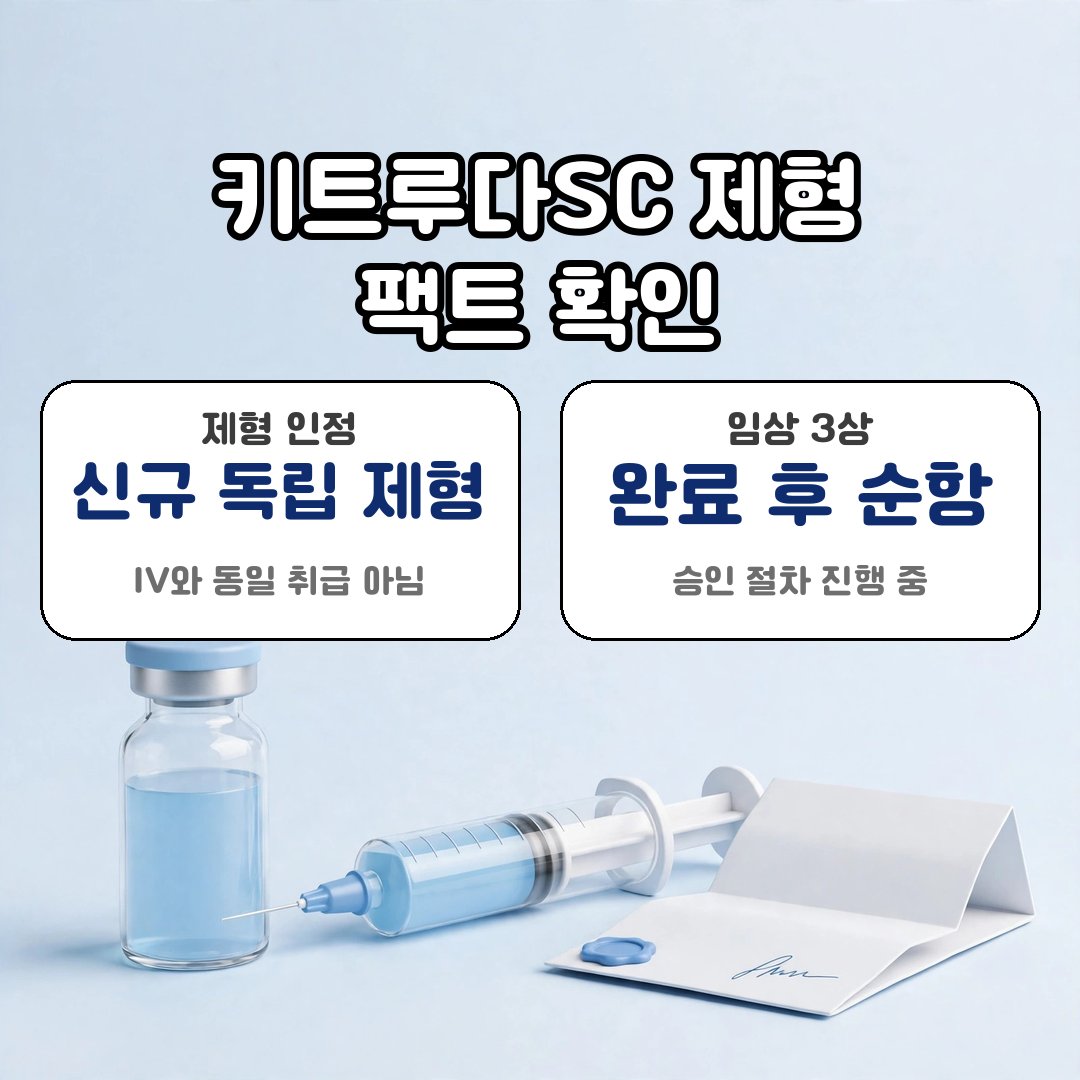 키트루다SC 제형
팩트 확인
제형 인정
신규 독립 제형
IV와 동일 취급 아님
임상 3상
완료 후 순항
승인 절차 진행 중